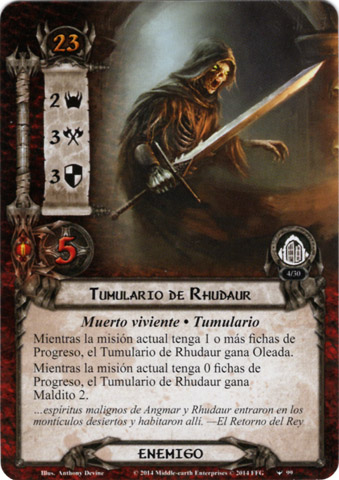 23
2
3
3
5
4/30
Tumulario de Rhudaur
Muerto viviente • Tumulario
Mientras la misión actual tenga 1 o más fichas de
Progreso, el Tumulario de Rhudaur gana Oleada.
Mientras la misión actual tenga 0 fichas de
Progreso, el Tumulario de Rhudaur gana
Maldito 2.
...espíritus malignos de Angmar y Rhudaur entraron en los
montículos desiertos y habitaron allí. —El Retorno del Rey
ENEMIGO
Illus. Anthony Devine © 2014 Middle-earth Enterprises © 2014 FFG 99